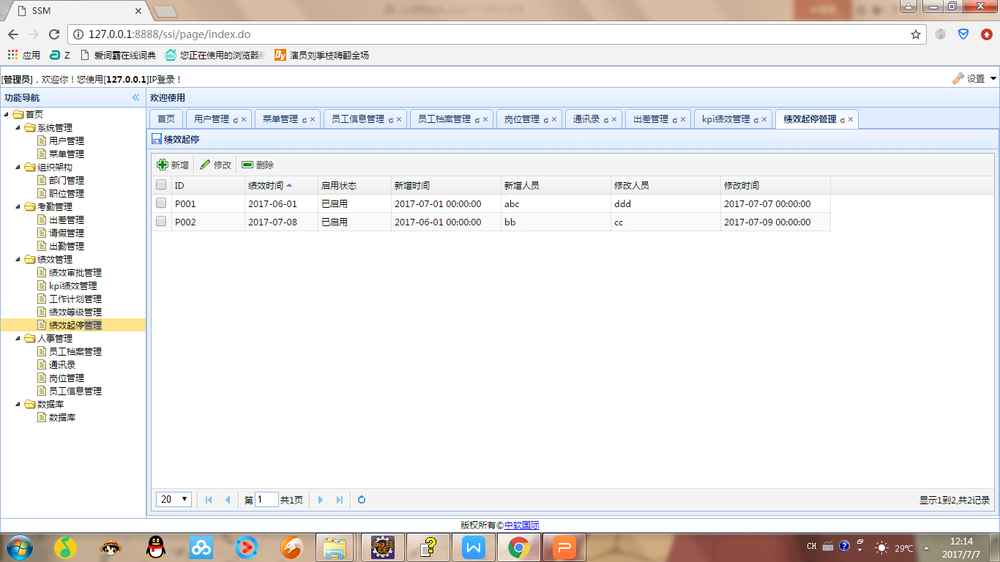 SSM
127.0.0.1:8888/ssi/page/index.do
应用 Z 爱词霸在线词典 您正在使用的浏览器 演员刘季枝嗨翻全场
[管理员]，欢迎你！您使用[127.0.0.1]IP登录！ 设置
功能导航
首页
系统管理
用户管理
菜单管理
组织架构
部门管理
职位管理
考勤管理
出差管理
请假管理
出勤管理
绩效管理
绩效审批管理
kpi绩效管理
工作计划管理
绩效等级管理
绩效起停管理
人事管理
员工档案管理
通讯录
岗位管理
员工信息管理
数据库
数据库
欢迎使用
首页 用户管理 菜单管理 员工信息管理 员工档案管理 岗位管理 通讯录 出差管理 kpi绩效管理 绩效起停管理
绩效起停
新增 修改 删除
ID 绩效时间 启用状态 新增时间 新增人员 修改人员 修改时间
P001 2017-06-01 已启用 2017-07-01 00:00:00 abc ddd 2017-07-07 00:00:00
P002 2017-07-08 已启用 2017-06-01 00:00:00 bb cc 2017-07-09 00:00:00
20 第 1 共1页 显示1到2,共2记录
版权所有©中软国际
Java EE IDE
CH 29℃ 12:14
2017/7/7